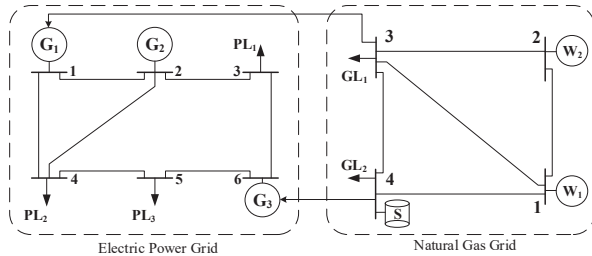 G1 G2 PL1 3 2 W2
1 2 3 GL1
GL2 4
4 5 6 G3 S 1 W1
PL2 PL3
Electric Power Grid Natural Gas Grid